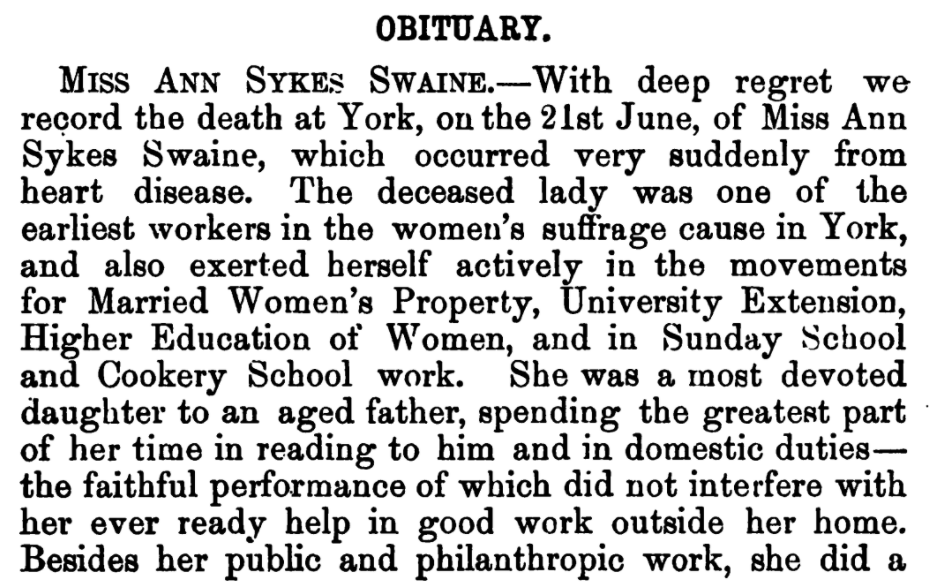 OBITUARY.
MISS ANN SYKES SWAINE.—With deep regret we
record the death at York, on the 21st June, of Miss Ann
Sykes Swaine, which occurred very suddenly from
heart disease. The deceased lady was one of the
earliest workers in the women's suffrage cause in York,
and also exerted herself actively in the movements
for Married Women's Property, University Extension,
Higher Education of Women, and in Sunday School
and Cookery School work. She was a most devoted
daughter to an aged father, spending the greatest part
of her time in reading to him and in domestic duties—
the faithful performance of which did not interfere with
her ever ready help in good work outside her home.
Besides her public and philanthropic work, she did a